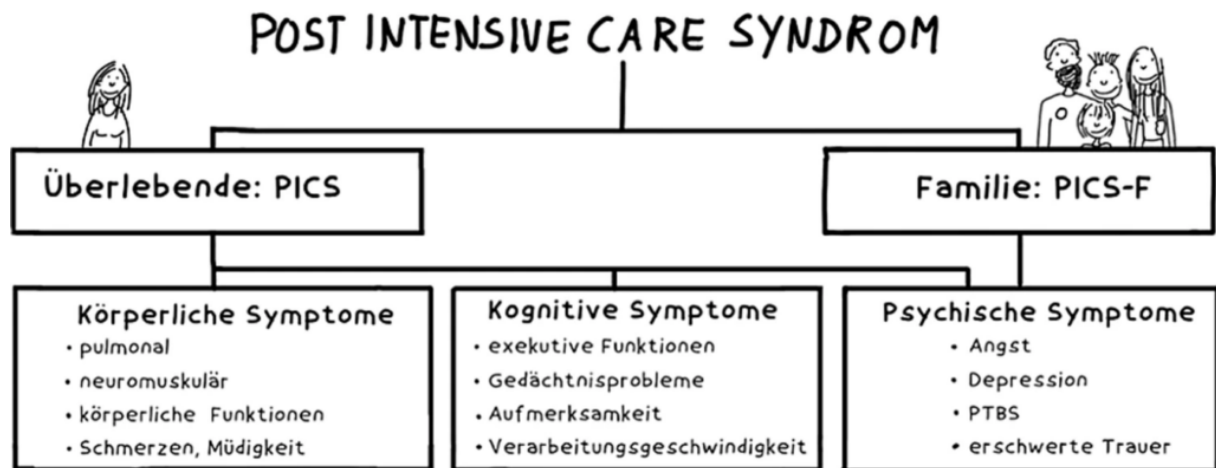 POST INTENSIVE CARE SYNDROM
Überlebende: PICS
Familie: PICS-F
Körperliche Symptome
• pulmonal
• neuromuskulär
• körperliche Funktionen
• Schmerzen, Müdigkeit
Kognitive Symptome
• exekutive Funktionen
• Gedächtnisprobleme
• Aufmerksamkeit
• Verarbeitungsgeschwindigkeit
Psychische Symptome
• Angst
• Depression
• PTBS
• erschwerte Trauer